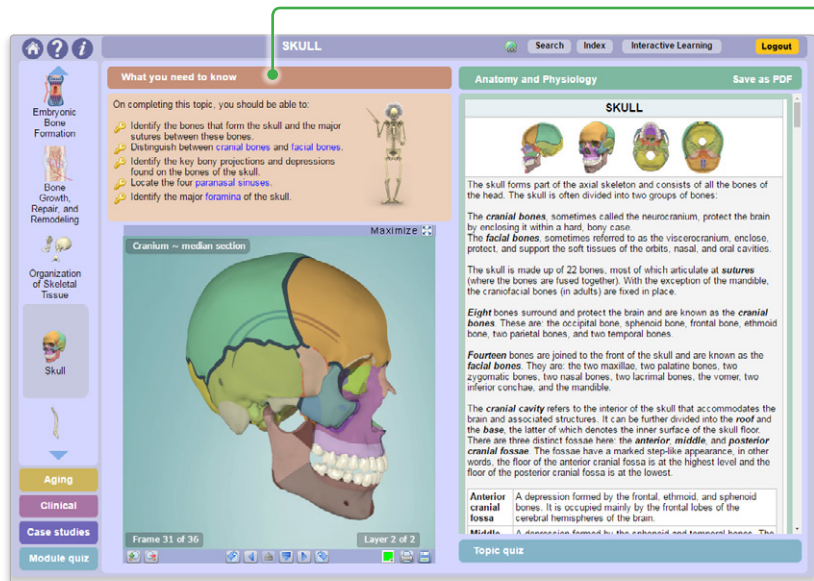 SKULL
Search
Index
Interactive Learning
Logout
Embryonic
Bone
Formation
Bone
Growth,
Repair, and
Remodeling
Organization
of Skeletal
Tissue
Skull
Aging
Clinical
Case studies
Module quiz
What you need to know
On completing this topic, you should be able to:
Identify the bones that form the skull and the major
sutures between these bones.
Distinguish between cranial bones and facial bones.
Identify the key bony projections and depressions
found on the bones of the skull.
Locate the four paranasal sinuses.
Identify the major foramina of the skull.
Maximize
Cranium ~ median section
Frame 31 of 36
Layer 2 of 2
Anatomy and Physiology
Save as PDF
SKULL
The skull forms part of the axial skeleton and consists of all the bones of
the head. The skull is often divided into two groups of bones:
The cranial bones, sometimes called the neurocranium, protect the brain
by enclosing it within a hard, bony case.
The facial bones, sometimes referred to as the viscerocranium, enclose,
protect, and support the soft tissues of the orbits, nasal, and oral cavities.
The skull is made up of 22 bones, most of which articulate at sutures
(where the bones are fused together). With the exception of the mandible,
the craniofacial bones (in adults) are fixed in place.
Eight bones surround and protect the brain and are known as the cranial
bones. These are: the occipital bone, sphenoid bone, frontal bone, ethmoid
bone, two parietal bones, and two temporal bones.
Fourteen bones are joined to the front of the skull and are known as the
facial bones. They are: the two maxillae, two palatine bones, two
zygomatic bones, two nasal bones, two lacrimal bones, the vomer, two
inferior conchae, and the mandible.
The cranial cavity refers to the interior of the skull that accommodates the
brain and associated structures. It can be further divided into the roof and
the base, the latter of which denotes the inner surface of the skull floor.
There are three distinct fossae here: the anterior, middle, and posterior
cranial fossae. The fossae have a marked step-like appearance, in other
words, the floor of the anterior cranial fossa is at the highest level and the
floor of the posterior cranial fossa is at the lowest.
Anterior
cranial
fossa
A depression formed by the frontal, ethmoid, and sphenoid
bones. It is occupied mainly by the frontal lobes of the
cerebral hemispheres of the brain.
Middle
A depression formed by the sphenoid and temporal bones. The
Topic quiz